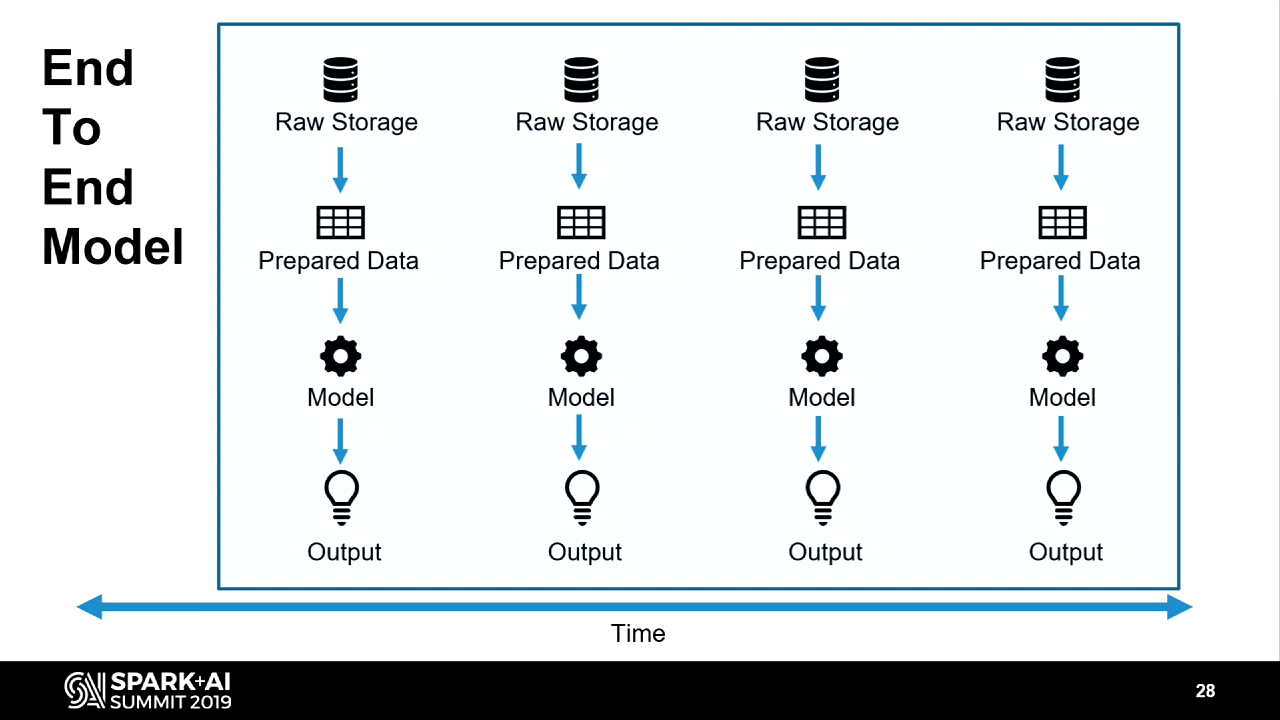 End
To
End
Model
Raw Storage
Raw Storage
Raw Storage
Raw Storage
Prepared Data
Prepared Data
Prepared Data
Prepared Data
Model
Model
Model
Model
Output
Output
Output
Output
Time
SPARK+AI
SUMMIT 2019
28